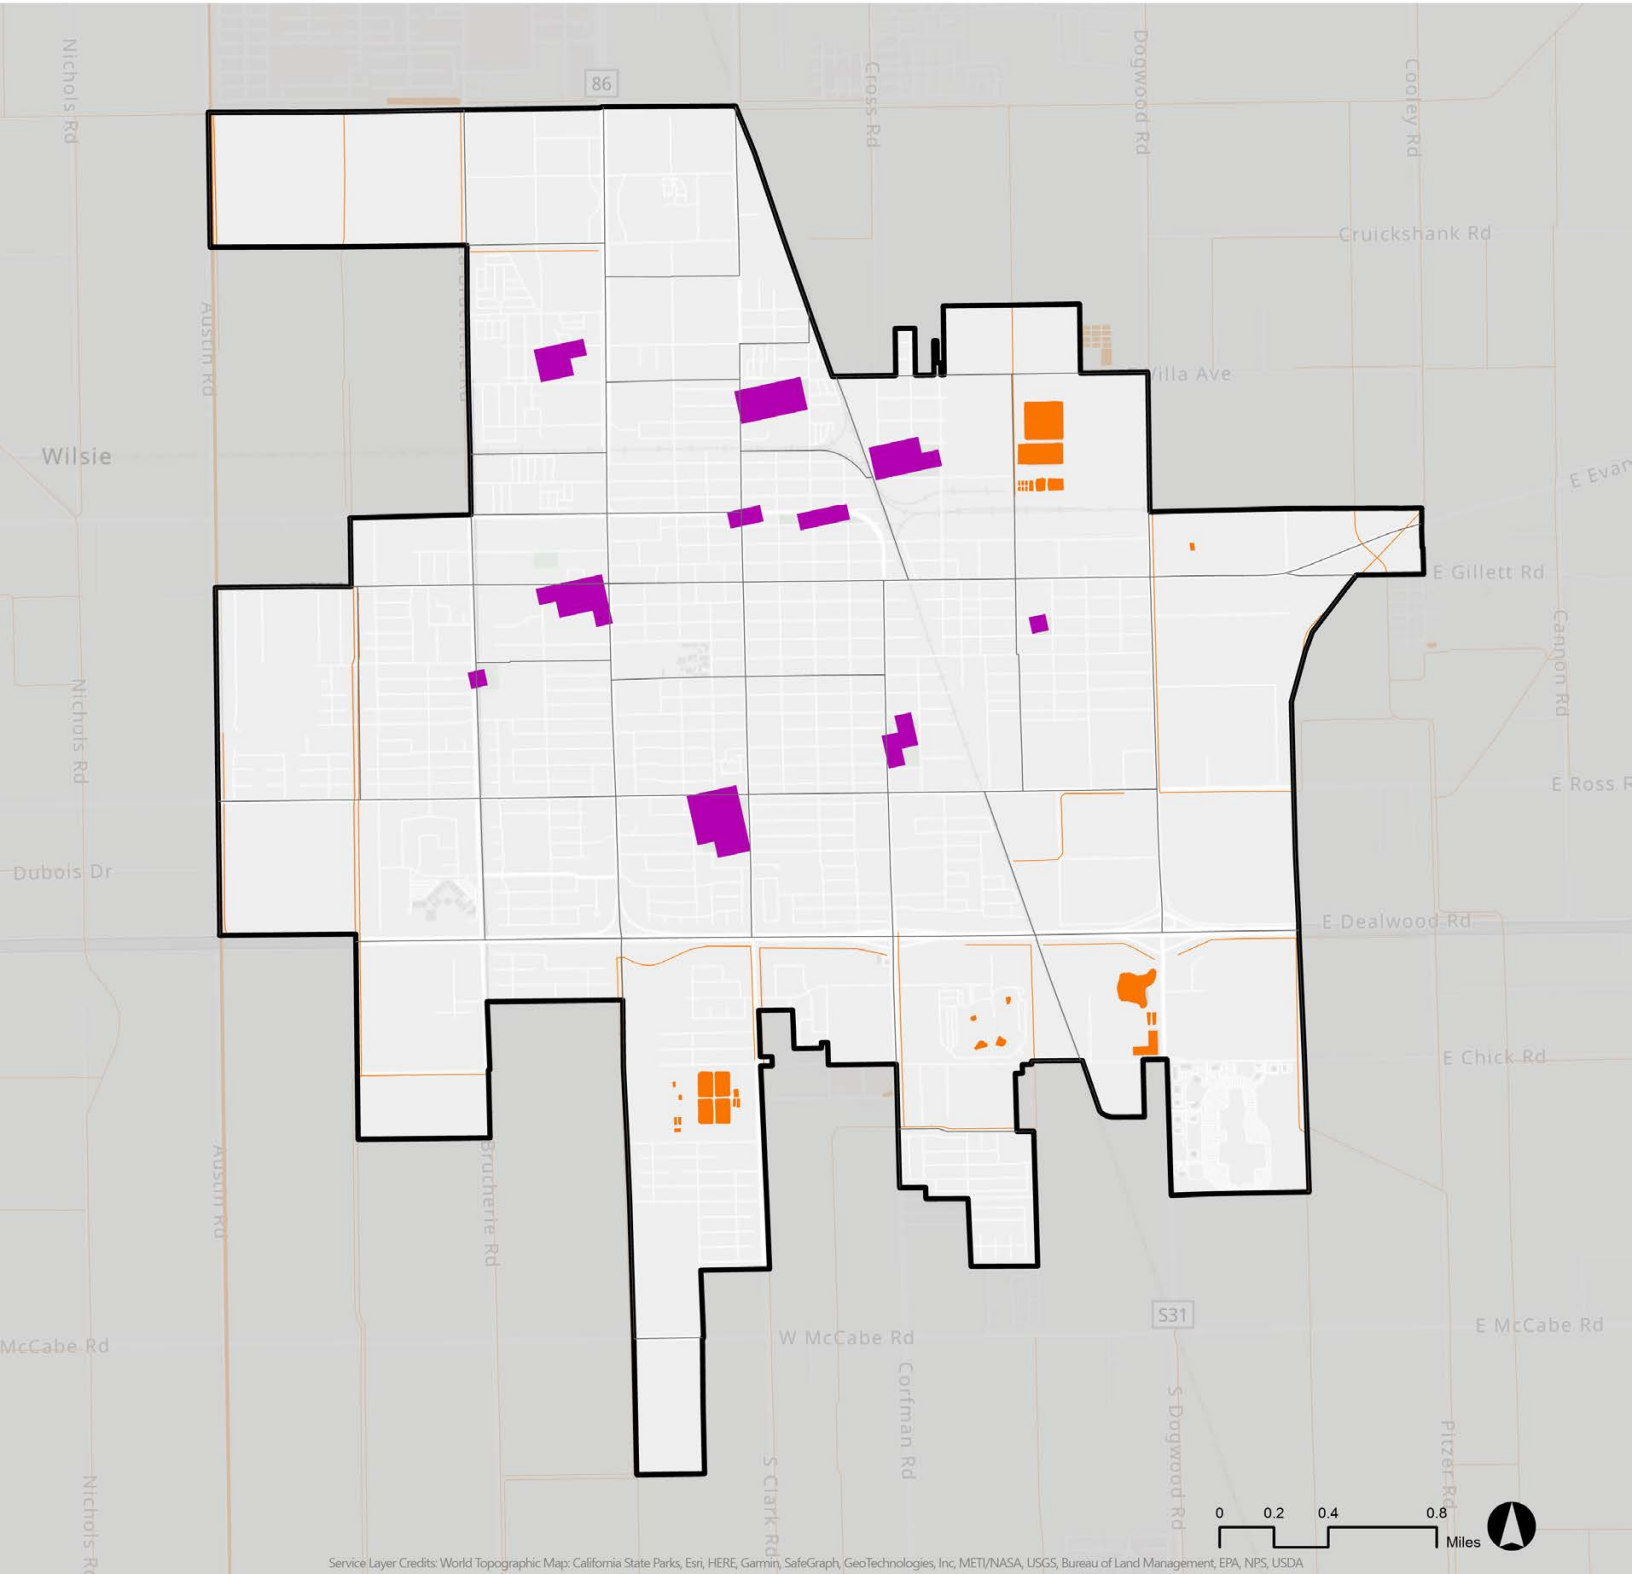 Nichols Rd
86
Cross Rd
Dogwood Rd
Cooley Rd
Cruickshank Rd
Austin Rd
Villa Ave
Wilsie
E Evan
E Gillett Rd
Cannon Rd
Nichols Rd
E Ross R
Dubois Dr
E Dealwood Rd
E Chick Rd
Austin Rd
Brucherie Rd
S31
McCabe Rd
W McCabe Rd
E McCabe Rd
Corfman Rd
S Dogwood Rd
Pitzer Rd
S Clark Rd
Nichols Rd
0 0.2 0.4 0.8
Miles
Service Layer Credits: World Topographic Map: California State Parks, Esri, HERE, Garmin, SafeGraph, GeoTechnologies, Inc, METI/NASA, USGS, Bureau of Land Management, EPA, NPS, USDA